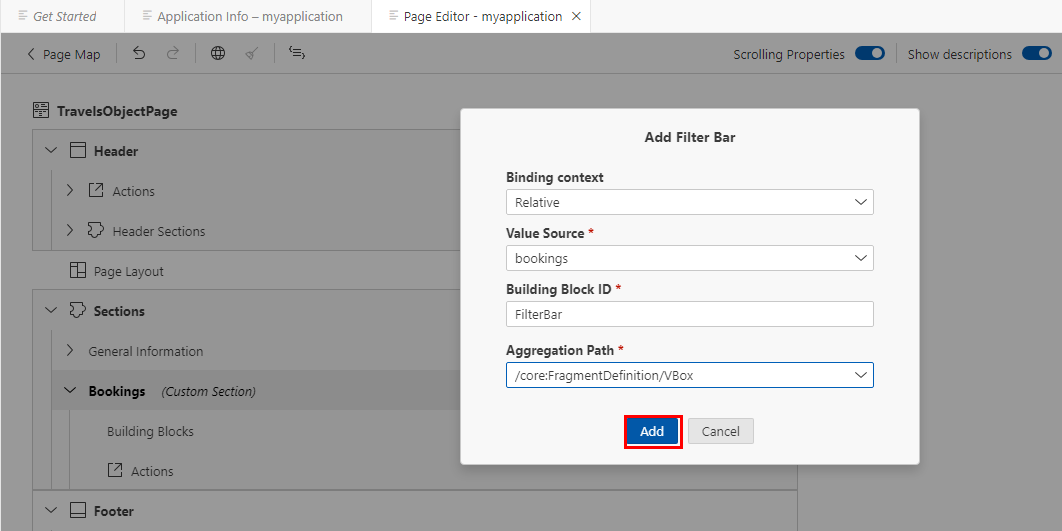 Get Started
Application Info – myapplication
Page Editor - myapplication
Page Map
Scrolling Properties
Show descriptions
TravelsObjectPage
Header
Actions
Header Sections
Page Layout
Sections
General Information
Bookings (Custom Section)
Building Blocks
Actions
Footer
Add Filter Bar
Binding context
Relative
Value Source *
bookings
Building Block ID *
FilterBar
Aggregation Path *
/core:FragmentDefinition/VBox
Add
Cancel